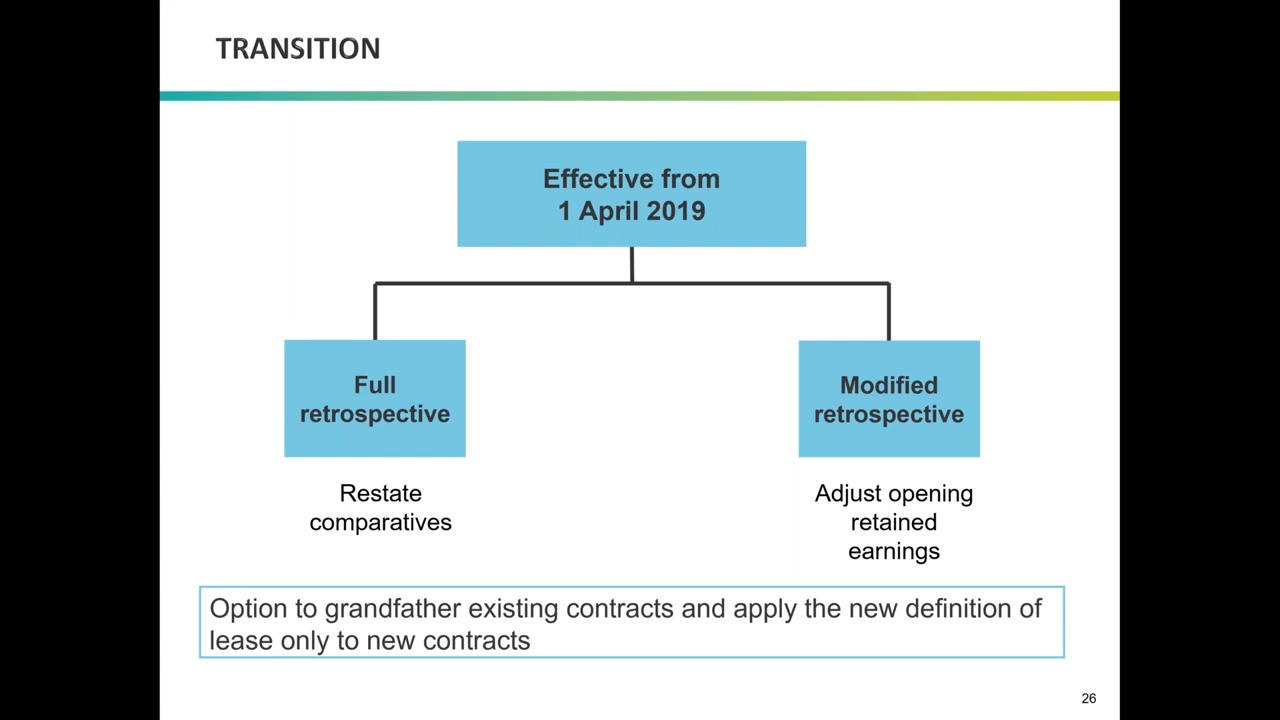 TRANSITION
Effective from
1 April 2019
Full
retrospective
Modified
retrospective
Restate
comparatives
Adjust opening
retained
earnings
Option to grandfather existing contracts and apply the new definition of
lease only to new contracts
26